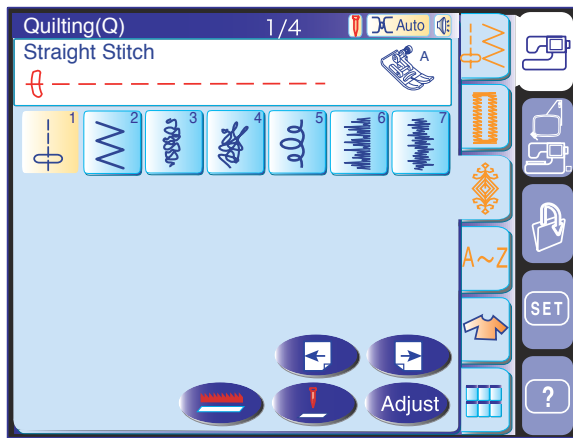 Quilting(Q) 1/4 Auto
Straight Stitch A
1 2 3 4 5 6 7
A~Z
SET
Adjust
?